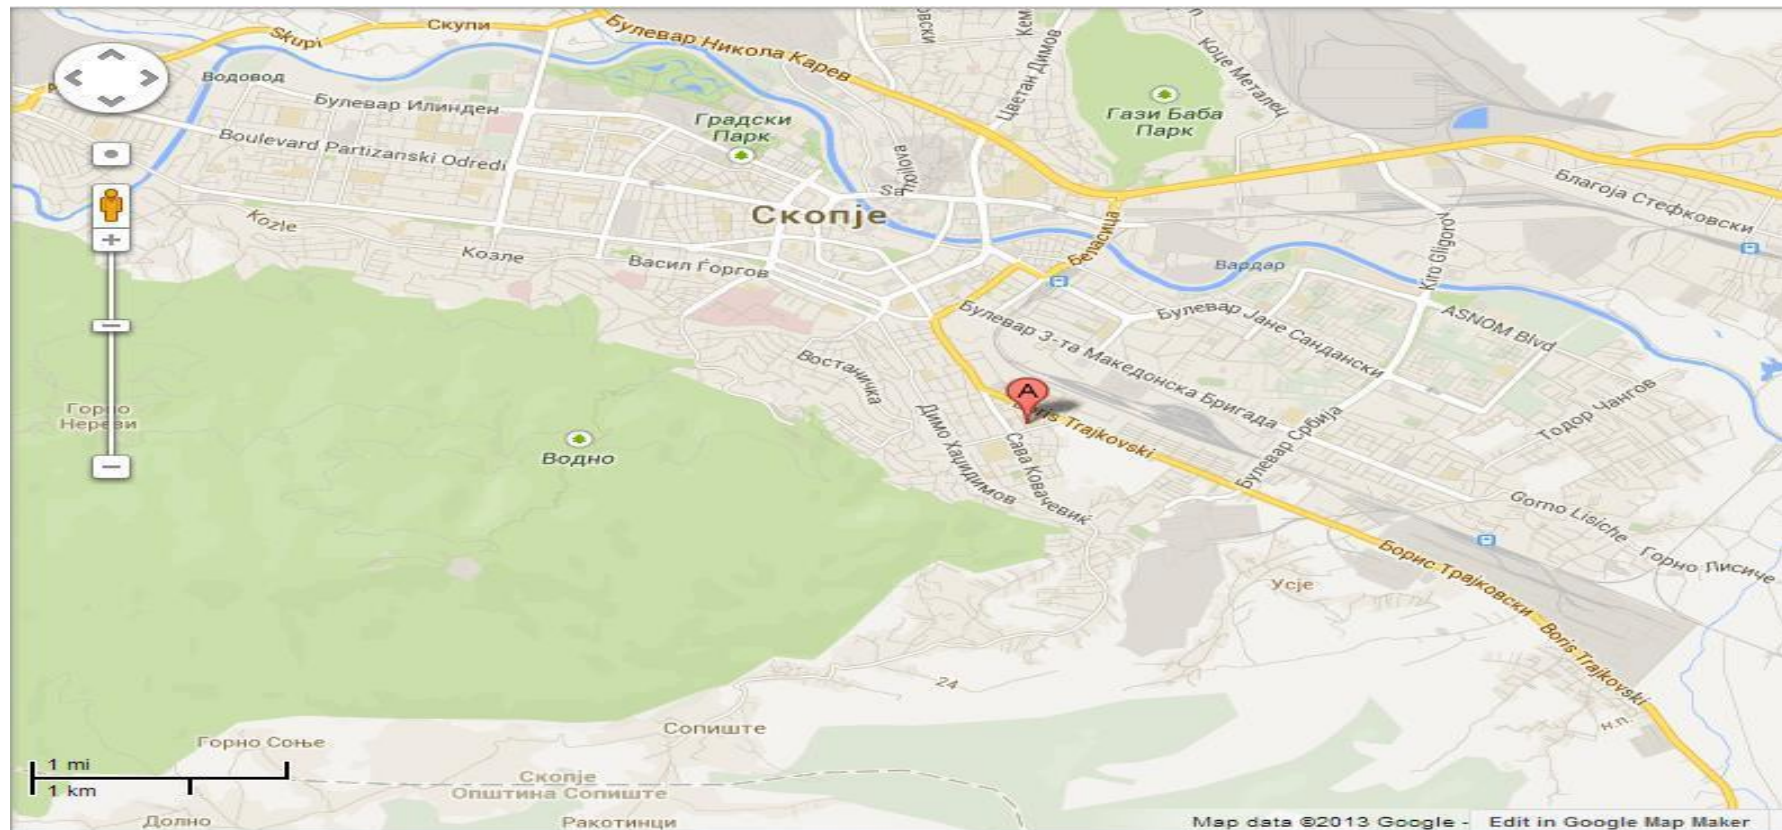 Skupi
Скупи
Булевар Никола Карев
Цветан Димов
Коце Металец
Водовод
Булевар Илинден
Градски
Парк
Гази Баба
Парк
Boulevard Partizanski Odredi
Благоја Стефковски
Скопје
Kozle
Козле
Васил Ѓоргов
Беласица
Вардар
Kiro Gligorov
Булевар 3-та Македонска Бригада
Булевар Јане Сандански
ASNOM Blvd
Востаничка
A
Boris Trajkovski
Горно
Нерези
Водно
Димо Хаџидимов
Сава Ковачевиќ
Булевар Србија
Тодор Чангов
Gorno Lisiche
Горно Лисиче
Борис Трајковски - Boris Trajkovski
Усје
24
Сопиште
н.п.
Горно Соње
1 mi
1 km
Скопје
Општина Сопиште
Долно
Ракотинци
Map data ©2013 Google - Edit in Google Map Maker